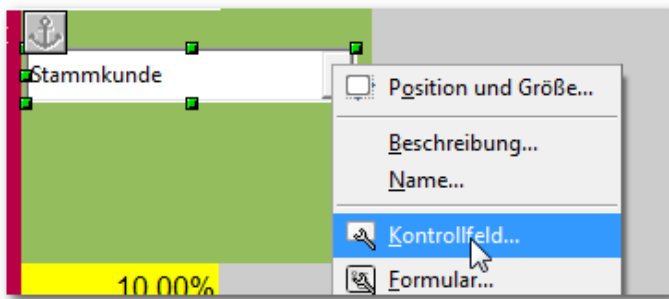 Stammkunde
Position und Größe...
Beschreibung...
Name...
Kontrollfeld...
10,00%
Formular...